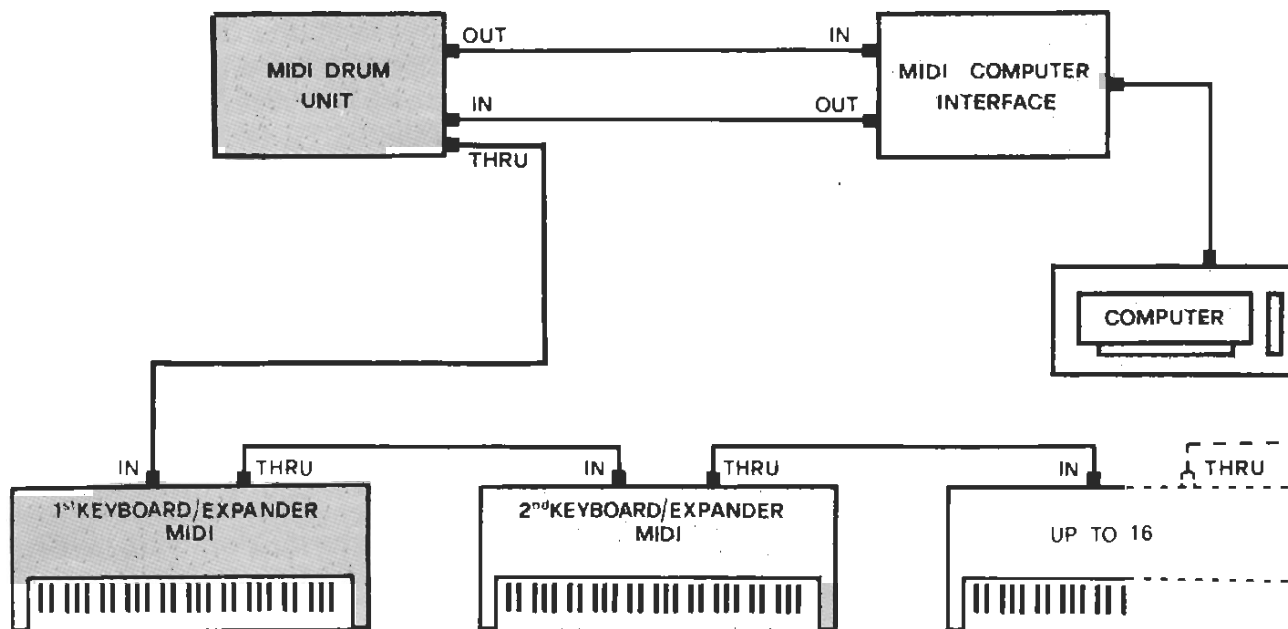 OUT
IN
MIDI DRUM
UNIT
MIDI COMPUTER
INTERFACE
IN
OUT
THRU
COMPUTER
IN
THRU
IN
THRU
IN
THRU
1st KEYBOARD/EXPANDER
MIDI
2nd KEYBOARD/EXPANDER
MIDI
UP TO 16